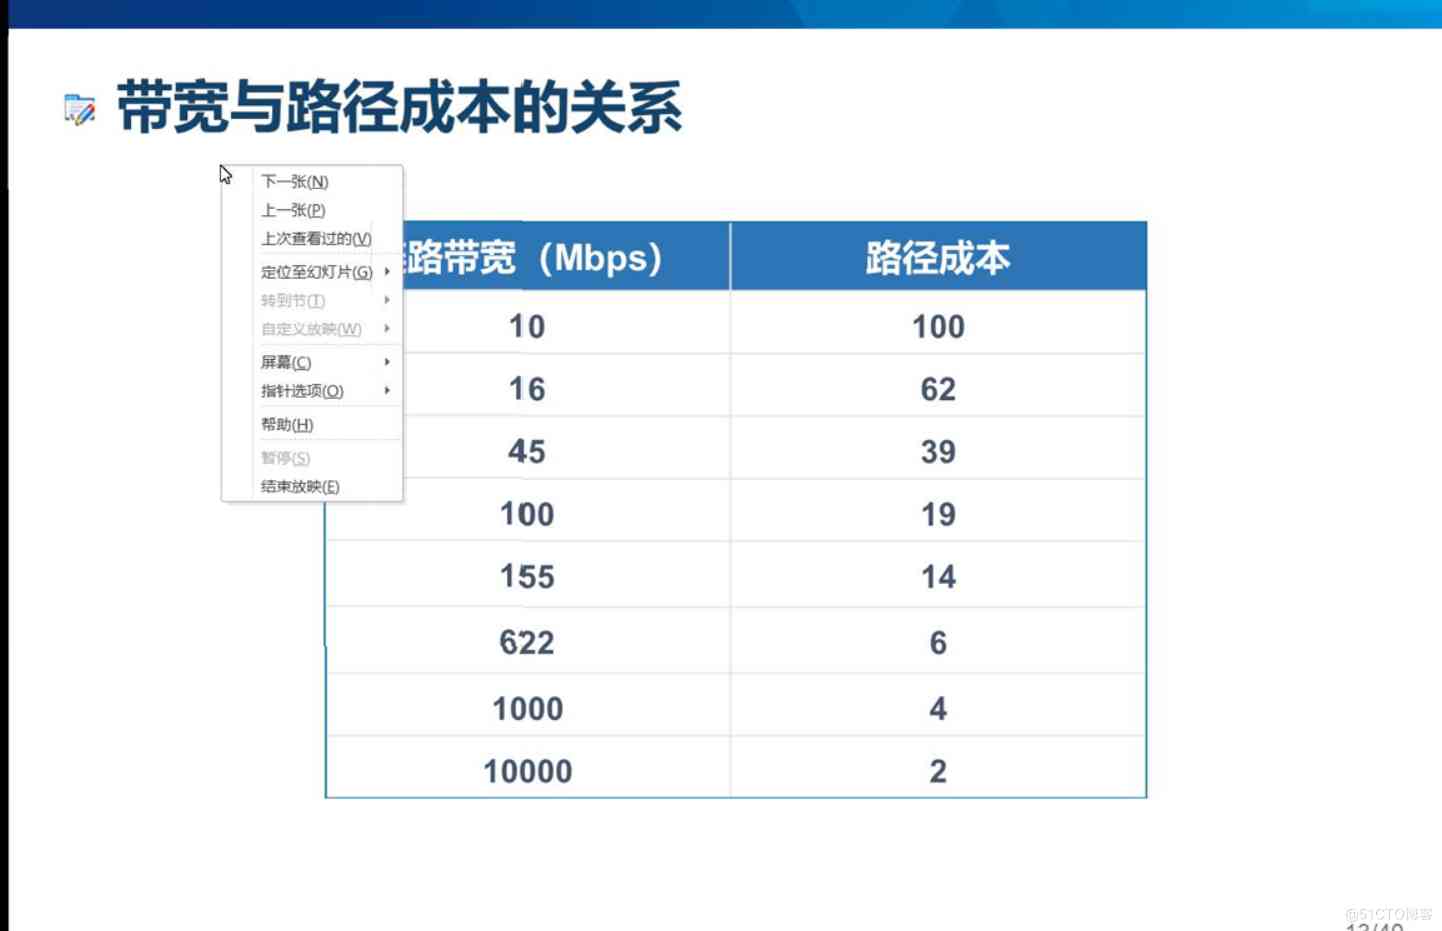 带宽与路径成本的关系
下一张(N)
上一张(P)
上次查看过的(V)
定位至幻灯片(G)
转到节(T)
自定义放映(W)
屏幕(C)
指针选项(O)
帮助(H)
暂停(S)
结束放映(E)
路带宽（Mbps） 路径成本
10 100
16 62
45 39
100 19
155 14
622 6
1000 4
10000 2
@51CTO博客